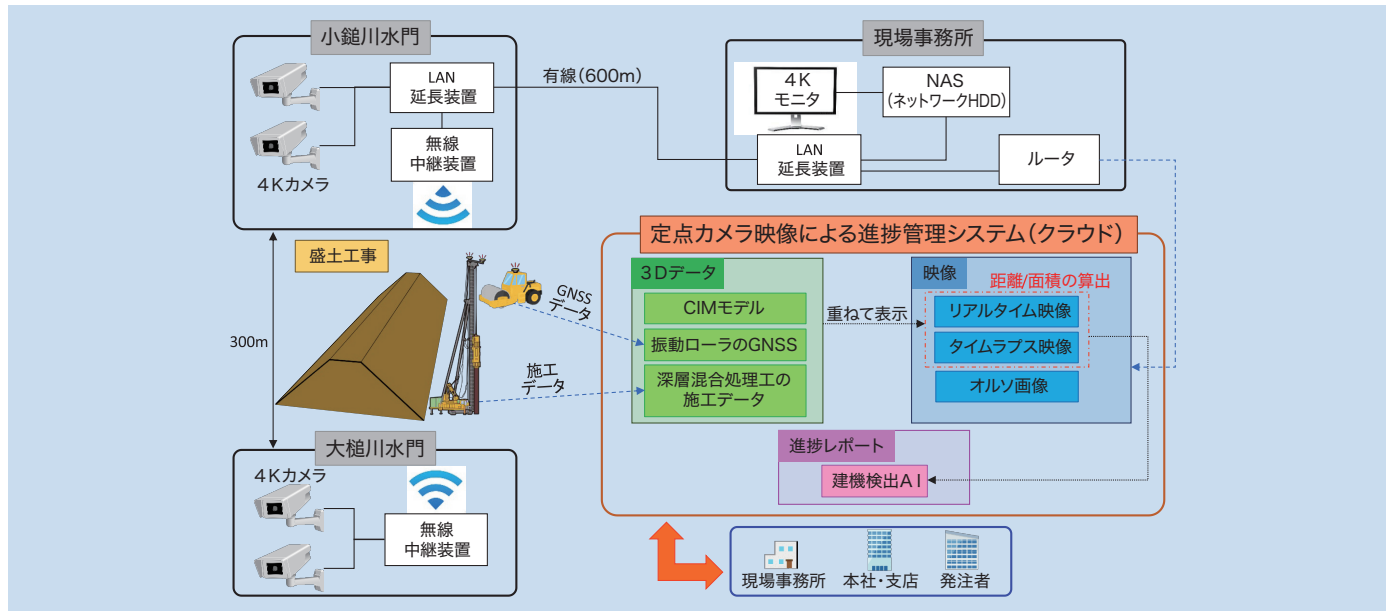 小鎚川水門
LAN
延長装置
無線
中継装置
4Kカメラ
有線(600m)
現場事務所
4K
モニタ
NAS
(ネットワークHDD)
LAN
延長装置
ルータ
300m
盛土工事
GNSS
データ
施工
データ
大槌川水門
4Kカメラ
無線
中継装置
定点カメラ映像による進捗管理システム(クラウド)
3Dデータ
CIMモデル
振動ローラのGNSS
深層混合処理工の
施工データ
重ねて表示
映像
距離/面積の算出
リアルタイム映像
タイムラプス映像
オルソ画像
進捗レポート
建機検出AI
現場事務所
本社・支店
発注者